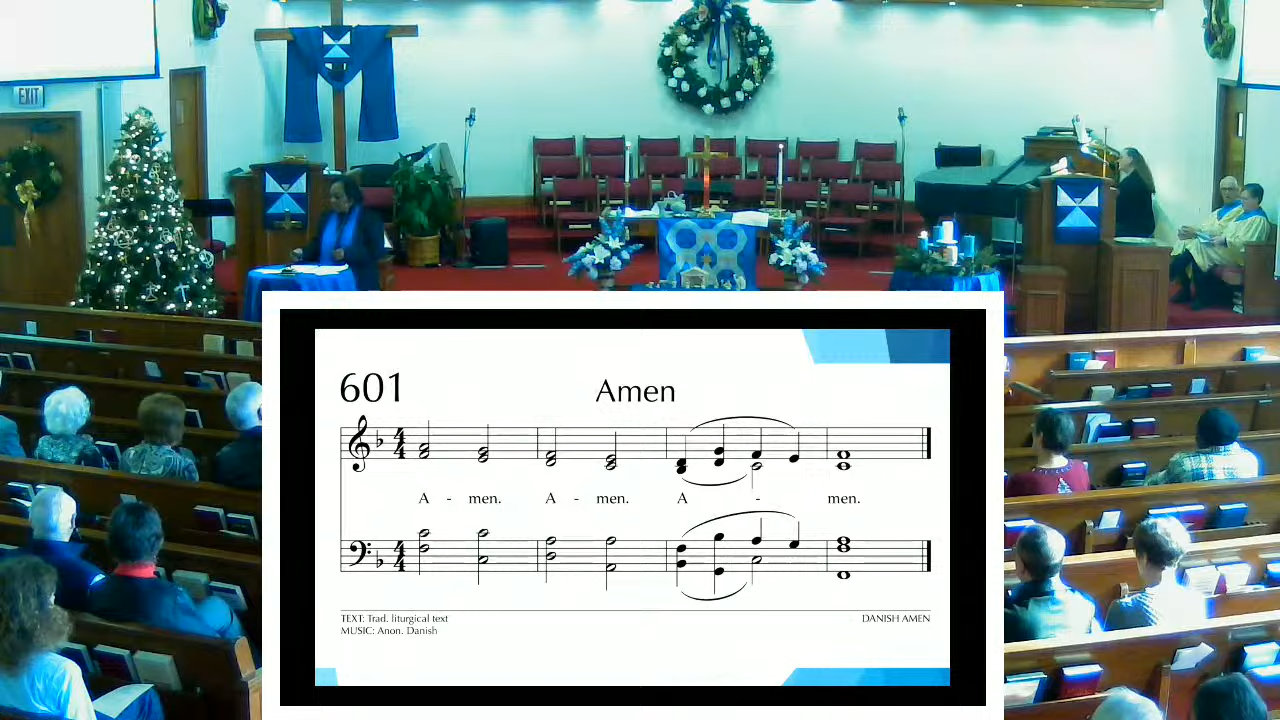 EXIT
601
Amen
A - men. A - men. A - men.
TEXT: Trad. liturgical text
MUSIC: Anon. Danish
DANISH AMEN